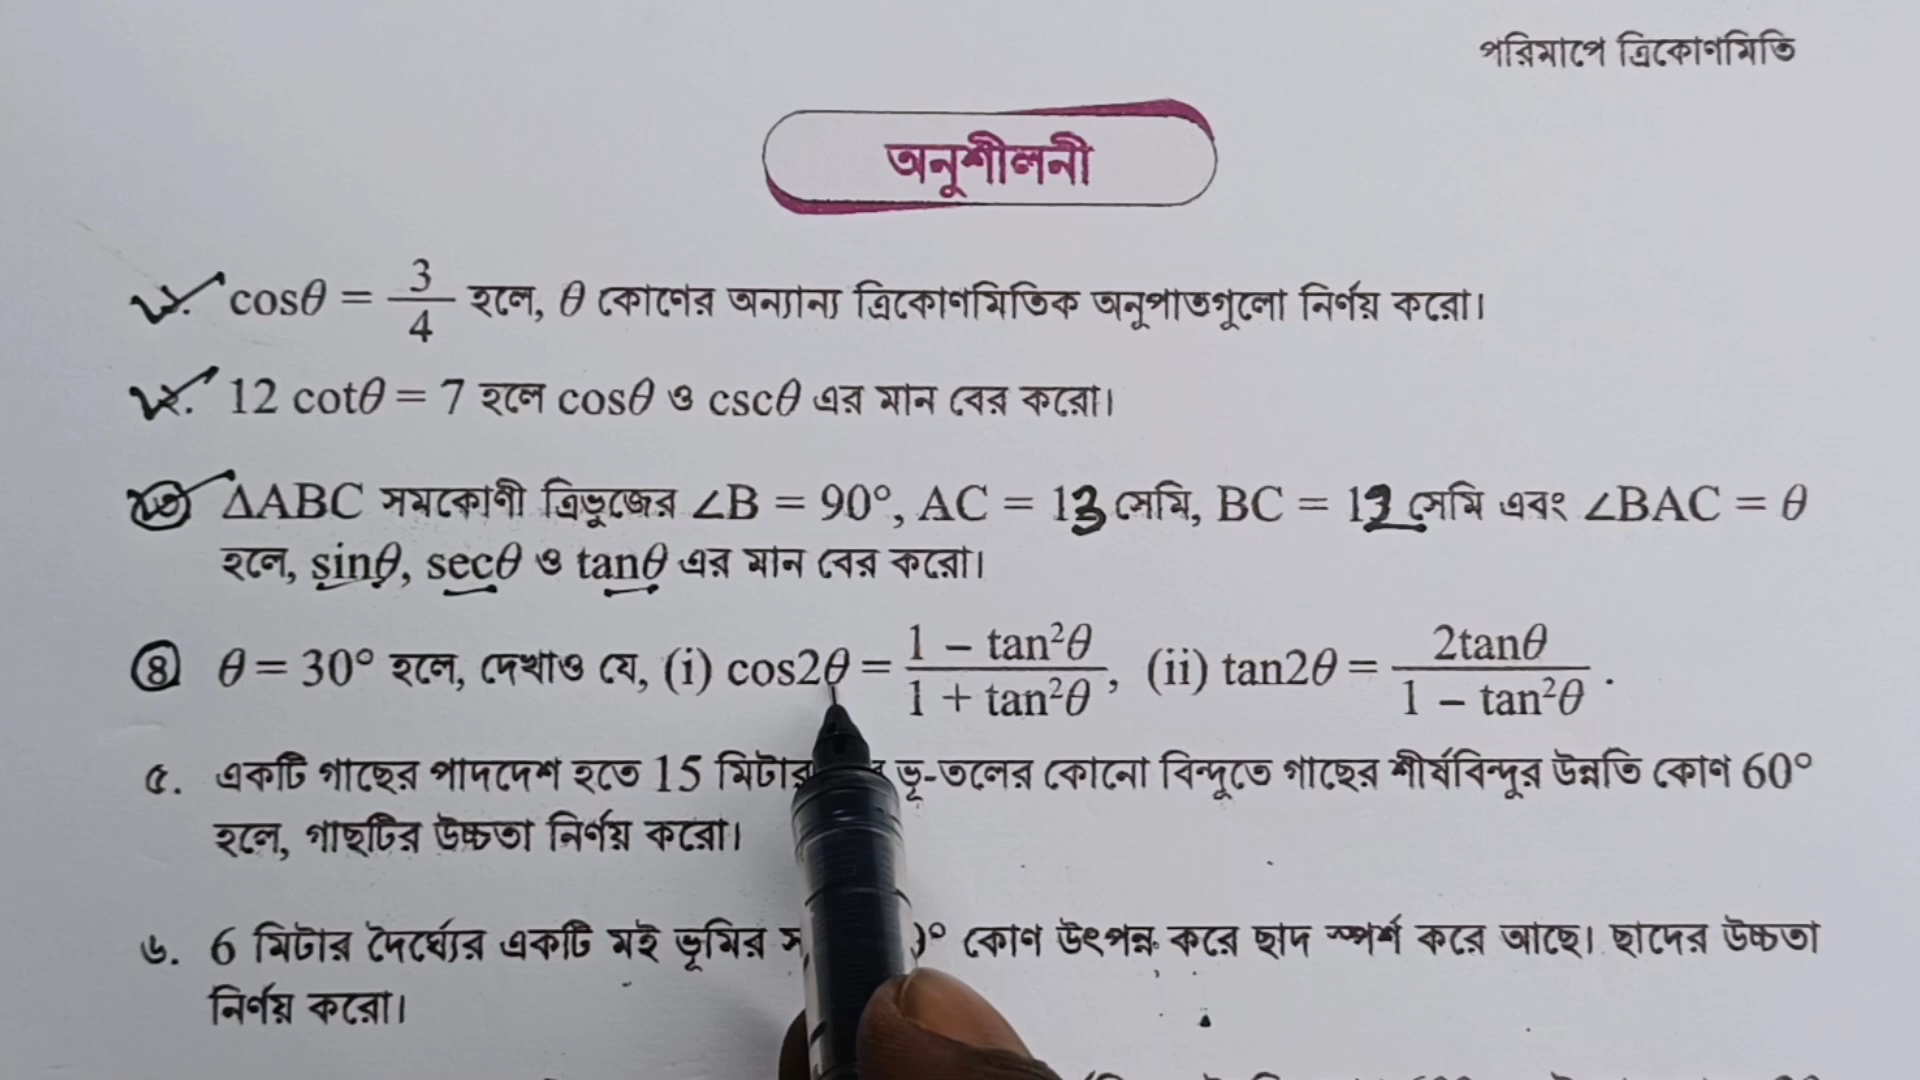 পরিমাপে ত্রিকোণমিতি
অনুশীলনী
১. cosθ = 3/4 হলে, θ কোণের অন্যান্য ত্রিকোণমিতিক অনুপাতগুলো নির্ণয় করো।
২. 12 cotθ = 7 হলে cosθ ও cscθ এর মান বের করো।
৩ ΔABC সমকোণী ত্রিভুজের ∠B = 90°, AC = 13 সেমি, BC = 12 সেমি এবং ∠BAC = θ
হলে, sinθ, secθ ও tanθ এর মান বের করো।
৪ θ = 30° হলে, দেখাও যে, (i) cos2θ = (1 − tan²θ)/(1 + tan²θ), (ii) tan2θ = 2tanθ/(1 − tan²θ).
৫. একটি গাছের পাদদেশ হতে 15 মিটার ভূ-তলের কোনো বিন্দুতে গাছের শীর্ষবিন্দুর উন্নতি কোণ 60°
হলে, গাছটির উচ্চতা নির্ণয় করো।
৬. 6 মিটার দৈর্ঘ্যের একটি মই ভূমির কোণ উৎপন্ন করে ছাদ স্পর্শ করে আছে। ছাদের উচ্চতা
নির্ণয় করো।